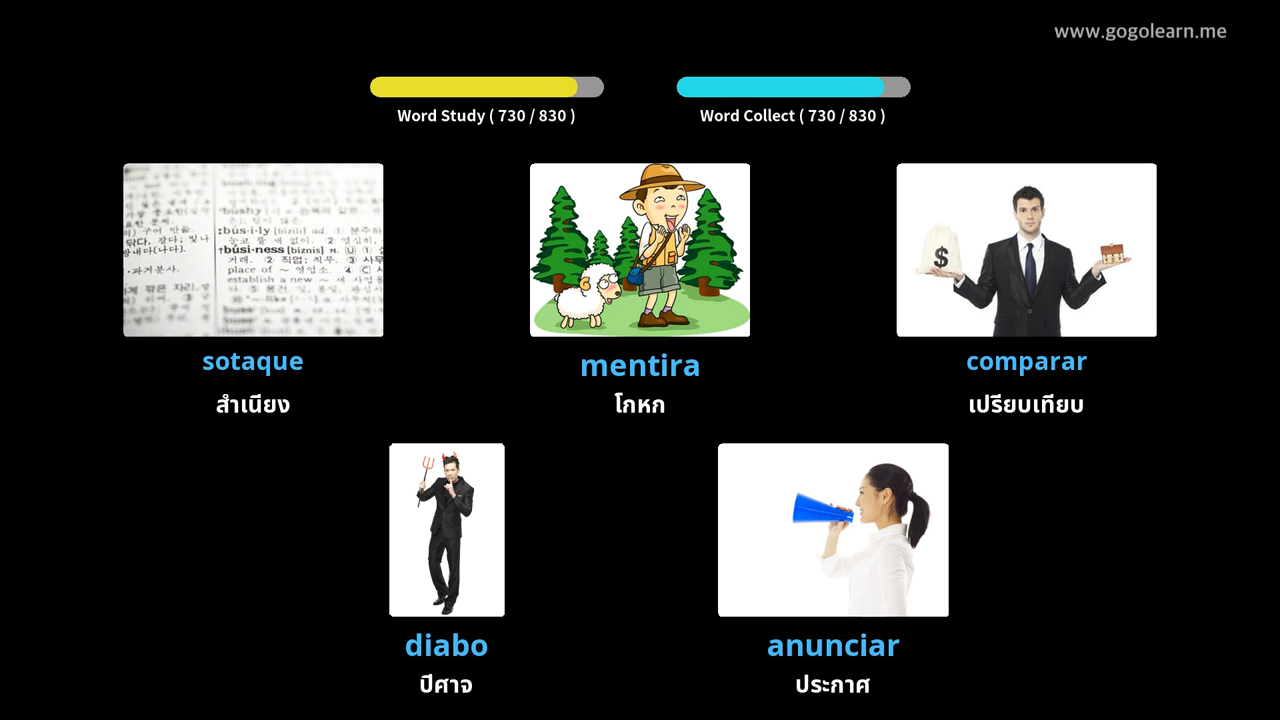 www.gogolearn.me
Word Study ( 730 / 830 )
Word Collect ( 730 / 830 )
sotaque
สำเนียง
mentira
โกหก
comparar
เปรียบเทียบ
diabo
ปีศาจ
anunciar
ประกาศ